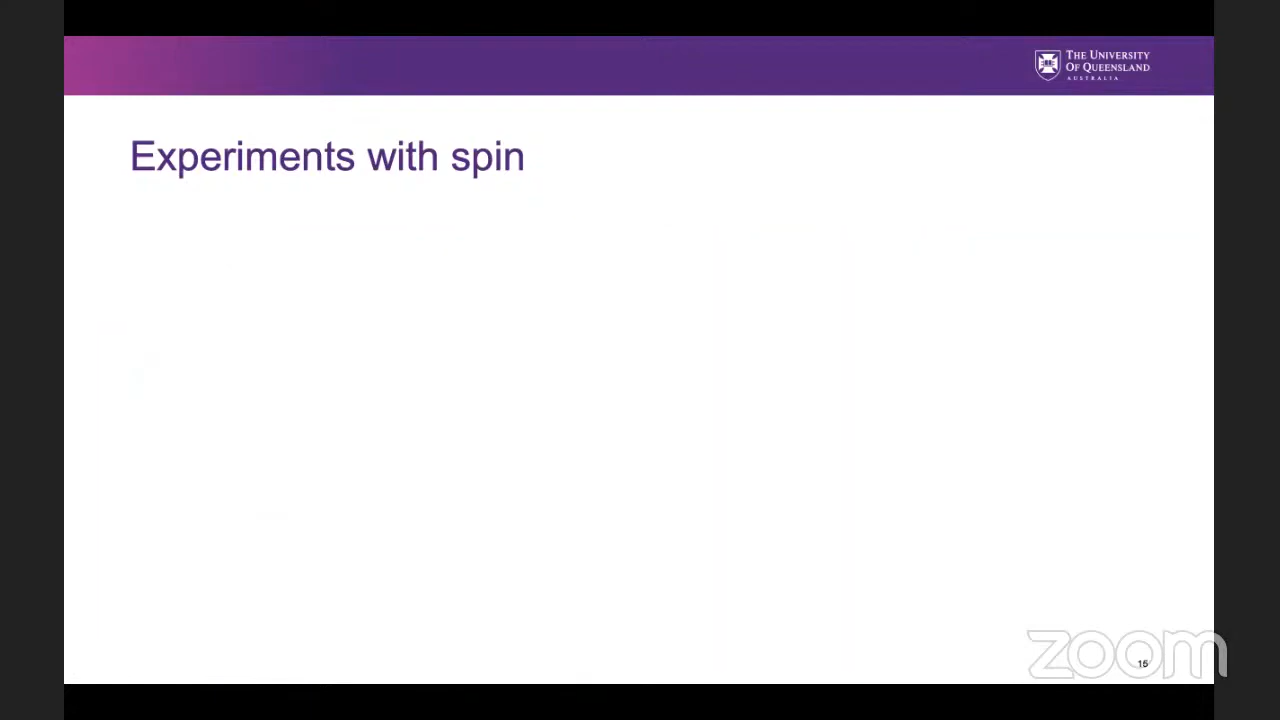 THE UNIVERSITY
OF QUEENSLAND
AUSTRALIA
Experiments with spin
zoom
15